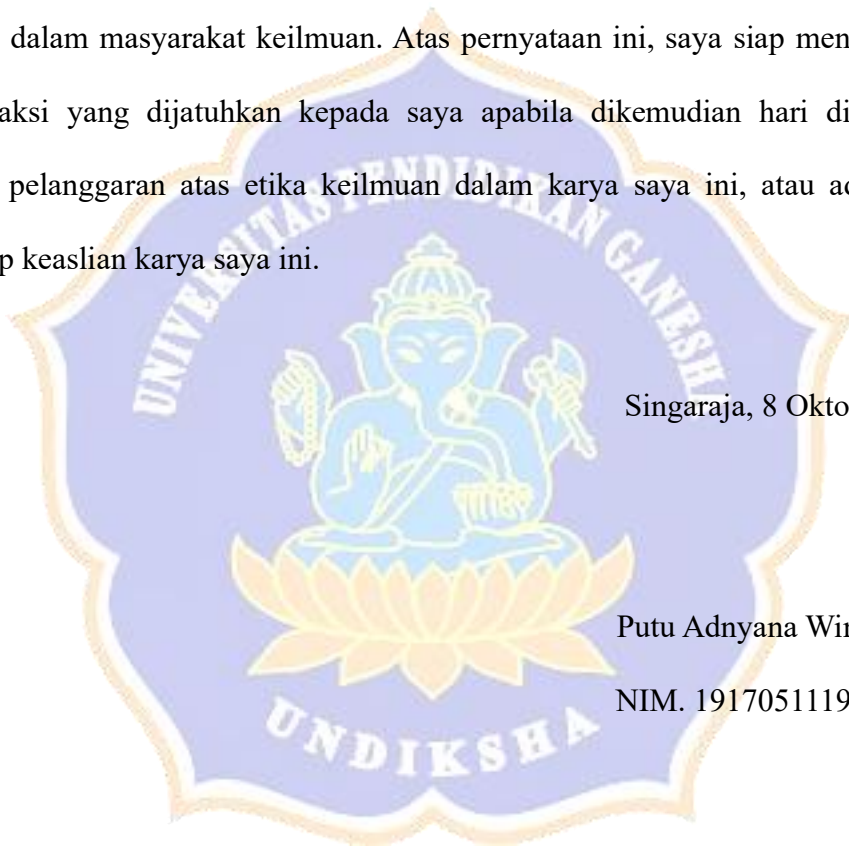 dalam masyarakat keilmuan. Atas pernyataan ini, saya siap men
aksi yang dijatuhkan kepada saya apabila dikemudian hari di
pelanggaran atas etika keilmuan dalam karya saya ini, atau ad
p keaslian karya saya ini.
UNIVERSITAS PENDIDIKAN GANESHA
Singaraja, 8 Okto
Putu Adnyana Wir
NIM. 1917051119
UNDIKSHA